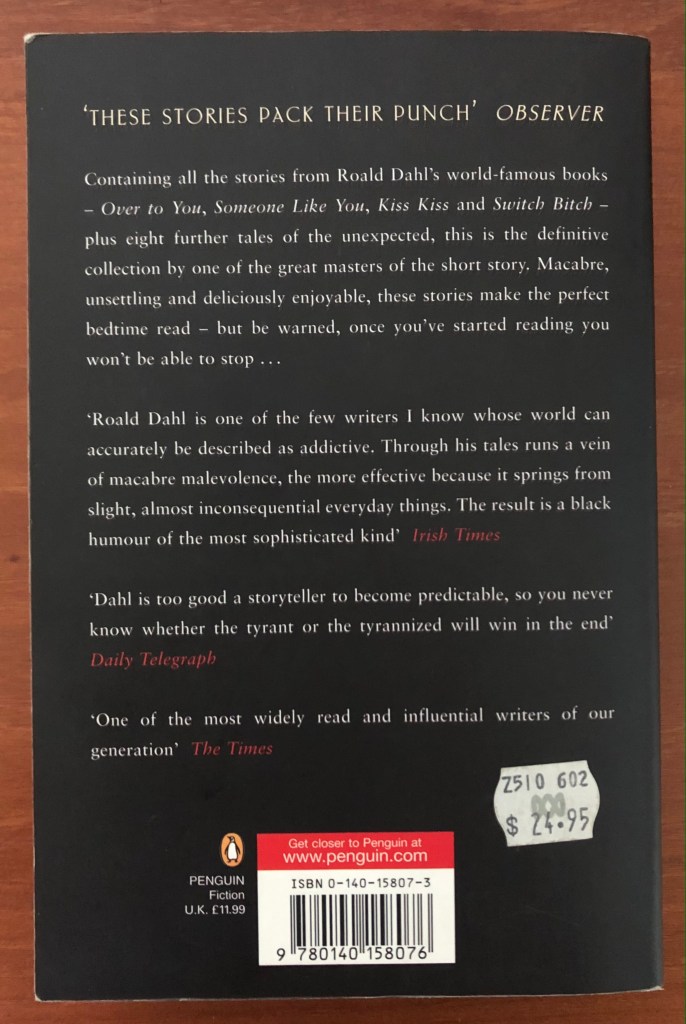 ‘THESE STORIES PACK THEIR PUNCH’ OBSERVER
Containing all the stories from Roald Dahl’s world-famous books
– Over to You, Someone Like You, Kiss Kiss and Switch Bitch –
plus eight further tales of the unexpected, this is the definitive
collection by one of the great masters of the short story. Macabre,
unsettling and deliciously enjoyable, these stories make the perfect
bedtime read – but be warned, once you’ve started reading you
won’t be able to stop ...
‘Roald Dahl is one of the few writers I know whose world can
accurately be described as addictive. Through his tales runs a vein
of macabre malevolence, the more effective because it springs from
slight, almost inconsequential everyday things. The result is a black
humour of the most sophisticated kind’ Irish Times
‘Dahl is too good a storyteller to become predictable, so you never
know whether the tyrant or the tyrannized will win in the end’
Daily Telegraph
‘One of the most widely read and influential writers of our
generation’ The Times
Z510 602
$ 24.95
PENGUIN
Fiction
U.K. £11.99
Get closer to Penguin at
www.penguin.com
ISBN 0-140-15807-3
9 780140 158076